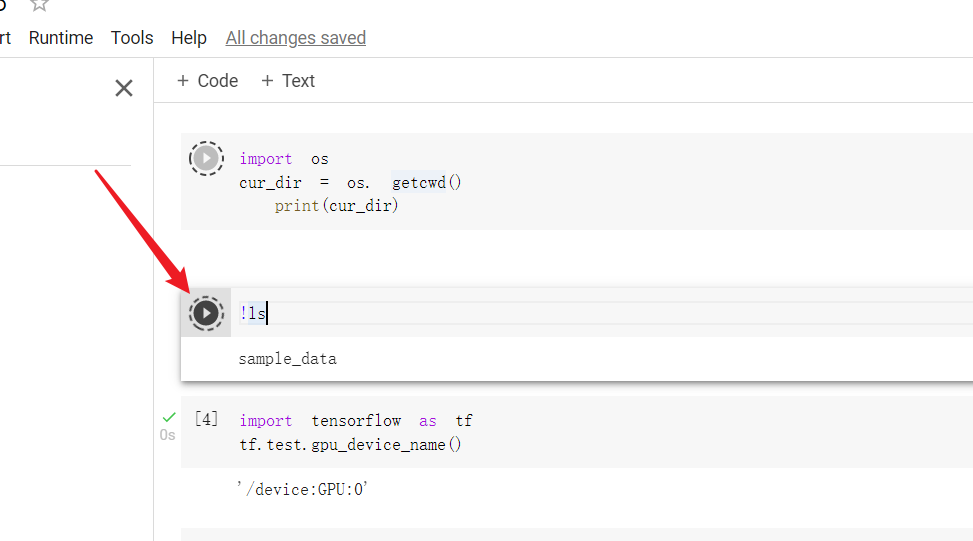 rt Runtime Tools Help All changes saved
+ Code + Text
import os
cur_dir = os. getcwd()
print(cur_dir)
!ls
sample_data
[4] import tensorflow as tf
0s tf.test.gpu_device_name()
'/device:GPU:0'